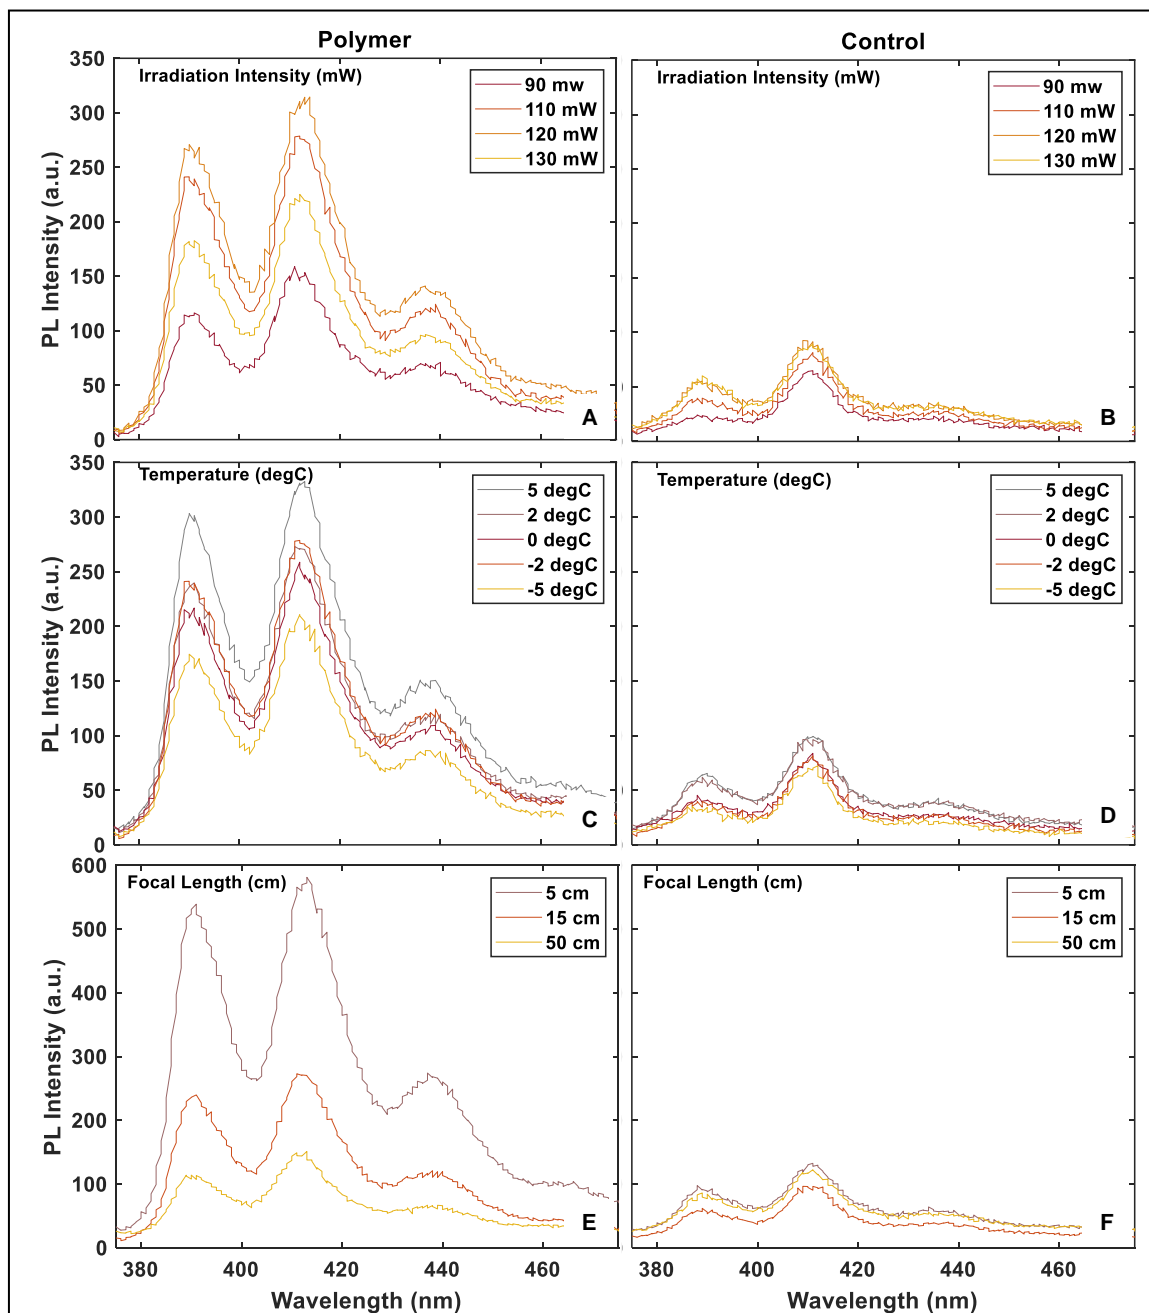 Polymer
Control
Irradiation Intensity (mW)
90 mw
110 mW
120 mW
130 mW
350
300
250
200
150
100
50
0
PL Intensity (a.u.)
A
Irradiation Intensity (mW)
90 mW
110 mW
120 mW
130 mW
B
Temperature (degC)
5 degC
2 degC
0 degC
-2 degC
-5 degC
350
300
250
200
150
100
50
0
PL Intensity (a.u.)
C
Temperature (degC)
5 degC
2 degC
0 degC
-2 degC
-5 degC
D
Focal Length (cm)
5 cm
15 cm
50 cm
600
500
400
300
200
100
0
PL Intensity (a.u.)
E
380 400 420 440 460
Wavelength (nm)
Focal Length (cm)
5 cm
15 cm
50 cm
F
380 400 420 440 460
Wavelength (nm)